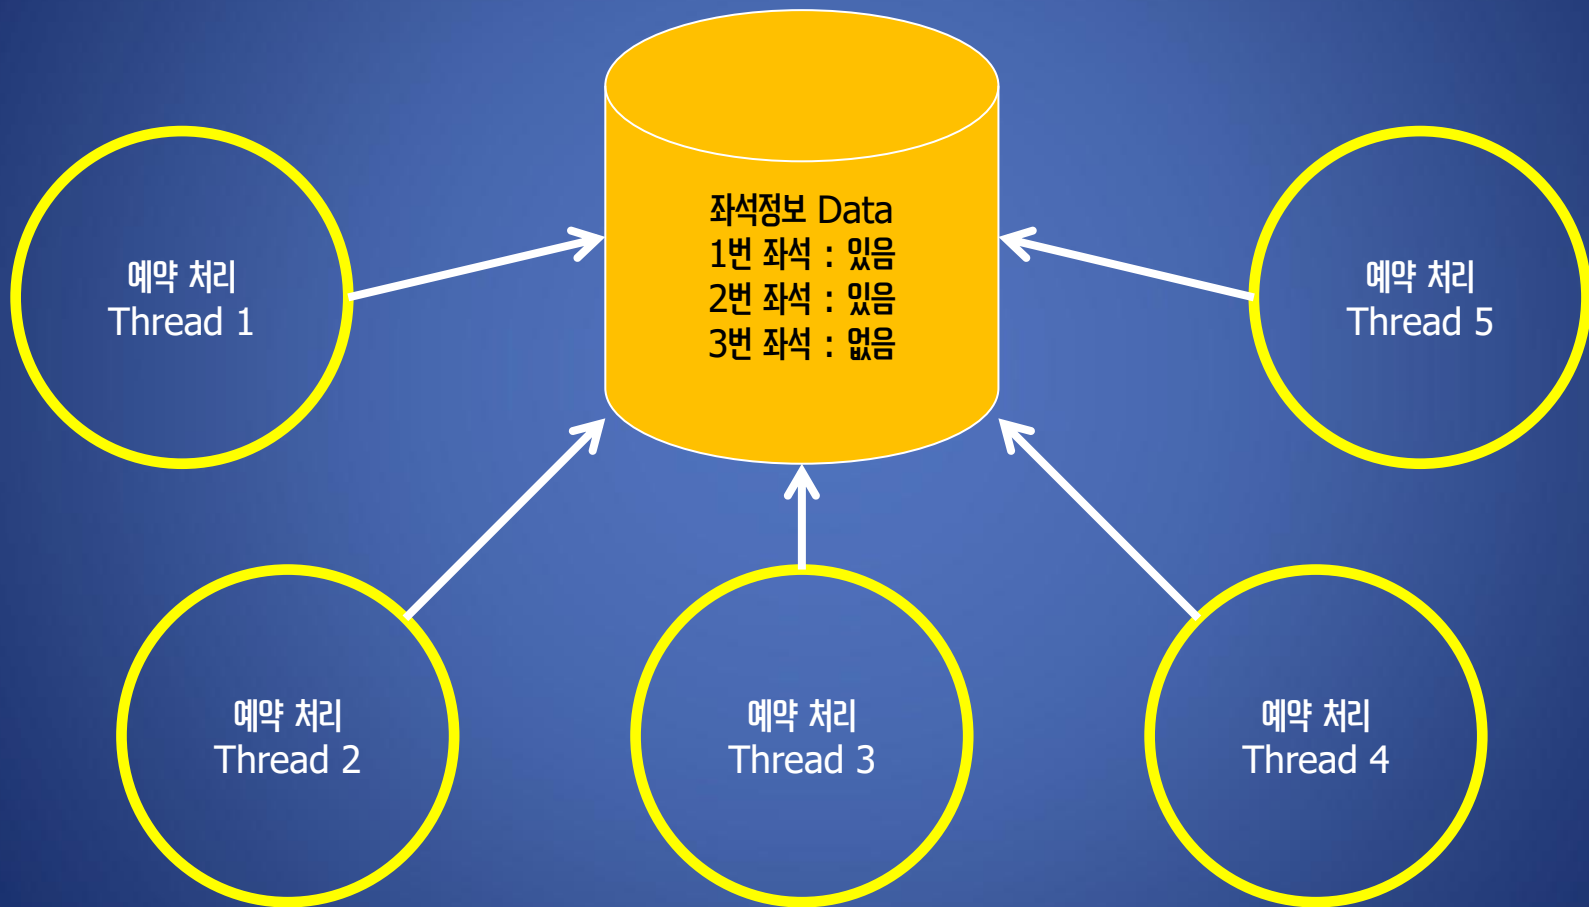 좌석정보 Data
1번 좌석 : 있음
2번 좌석 : 있음
3번 좌석 : 없음
예약 처리
Thread 1
예약 처리
Thread 5
예약 처리
Thread 2
예약 처리
Thread 3
예약 처리
Thread 4